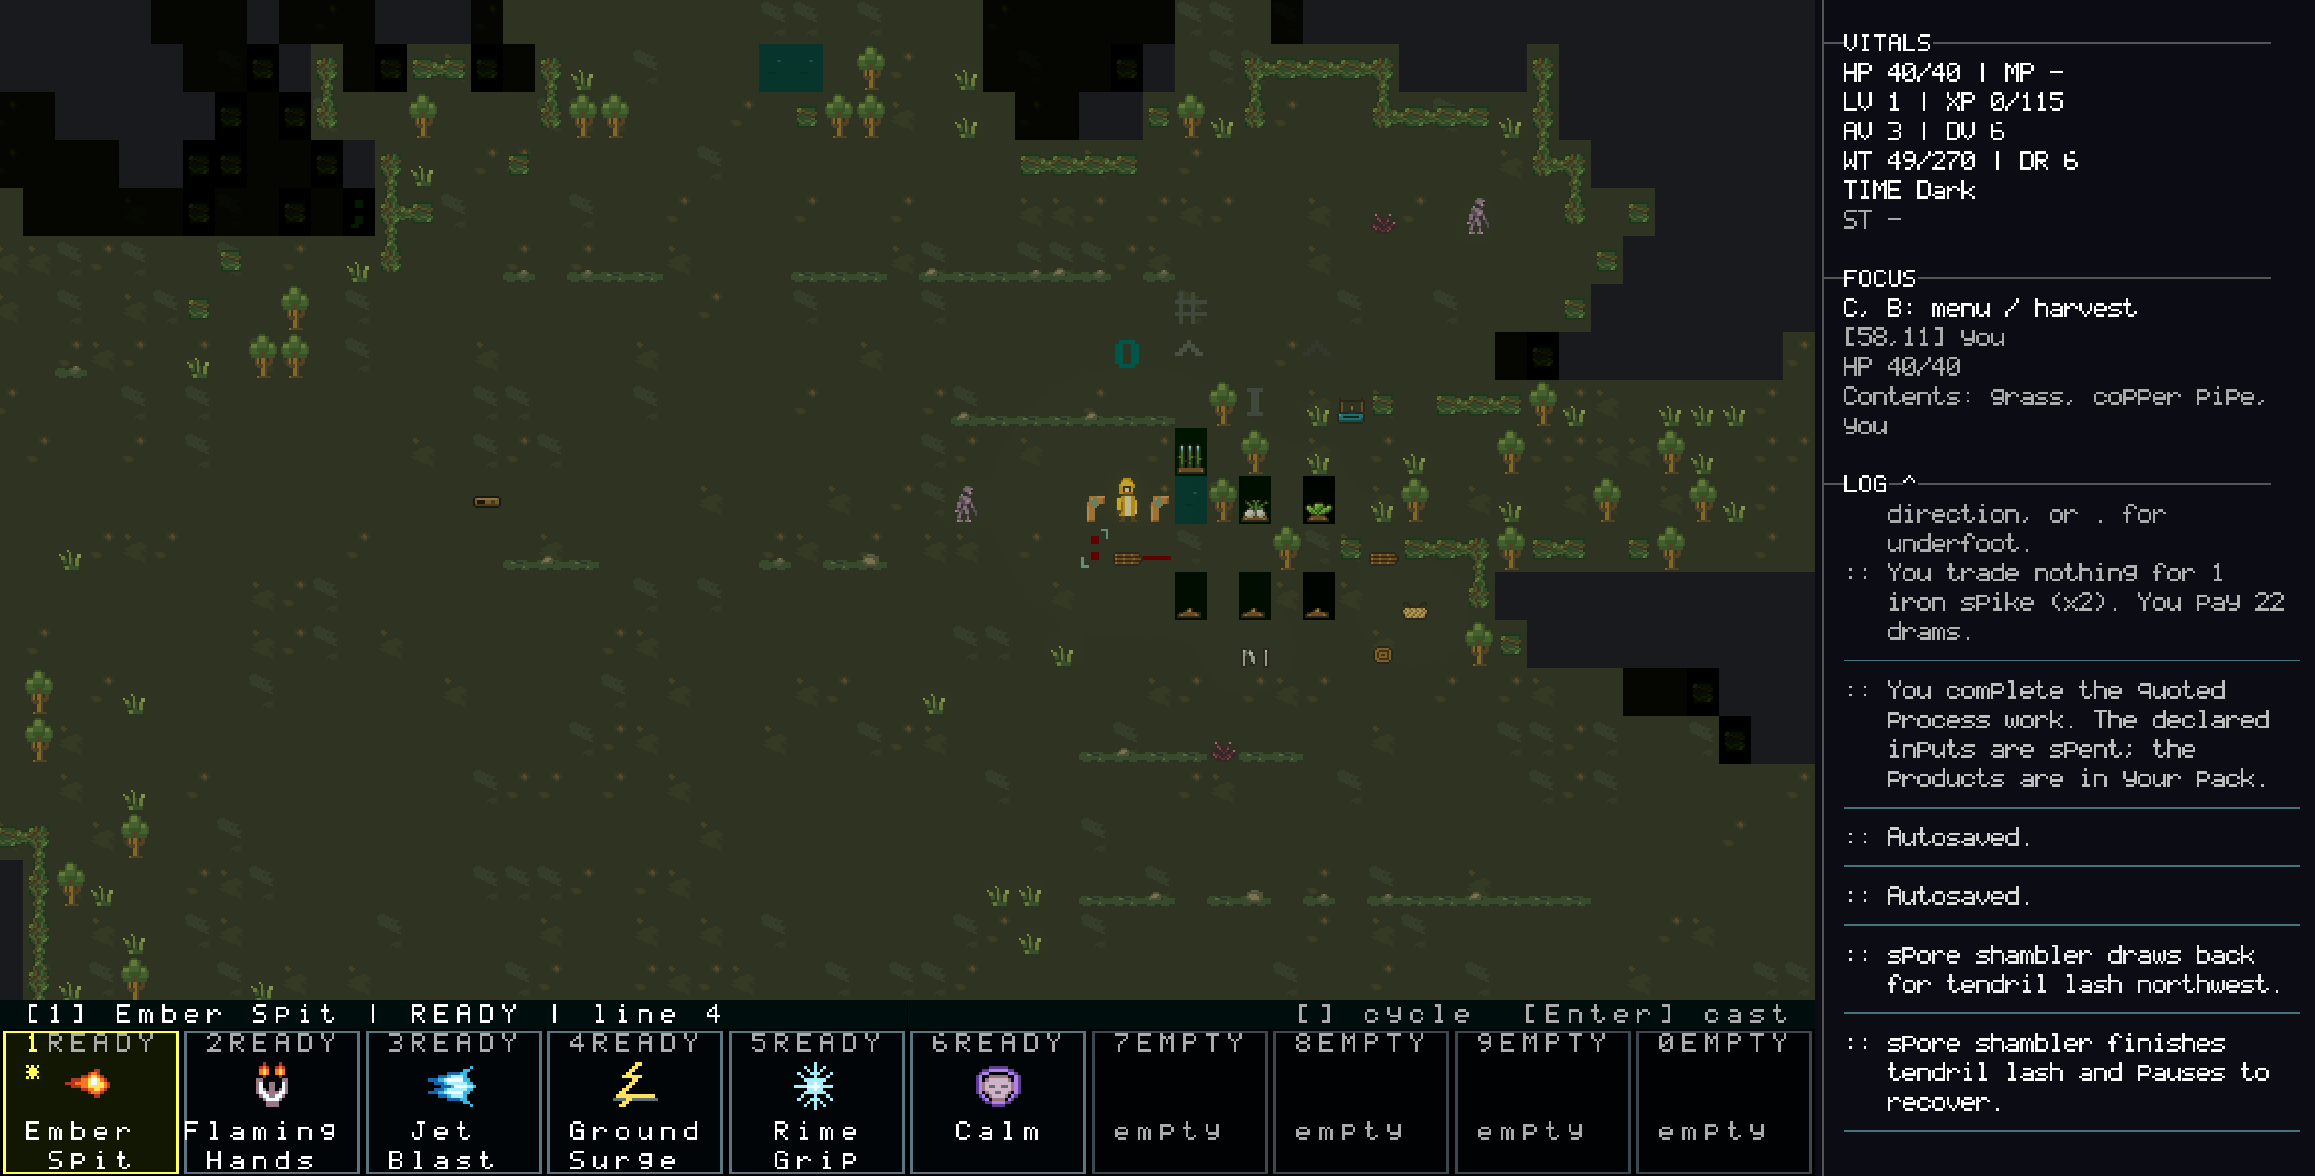 VITALS
HP 40/40 | MP -
LV 1 | XP 0/115
AV 3 | DV 6
WT 49/270 | DR 6
TIME Dark
ST -
FOCUS
C, B: menu / harvest
[58,11] You
HP 40/40
Contents: grass, copper pipe,
you
LOG ^
direction, or . for
underfoot.
:: You trade nothing for 1
iron spike (x2). You pay 22
drams.
:: You complete the quoted
process work. The declared
inputs are spent; the
products are in your pack.
:: Autosaved.
:: Autosaved.
:: spore shambler draws back
for tendril lash northwest.
:: spore shambler finishes
tendril lash and pauses to
recover.
[1] Ember Spit | READY | line 4
[] cycle [Enter] cast
1READY 2READY 3READY 4READY 5READY 6READY 7EMPTY 8EMPTY 9EMPTY 0EMPTY
Ember Flaming Jet Ground Rime Calm empty empty empty empty
Spit Hands Blast Surge Grip